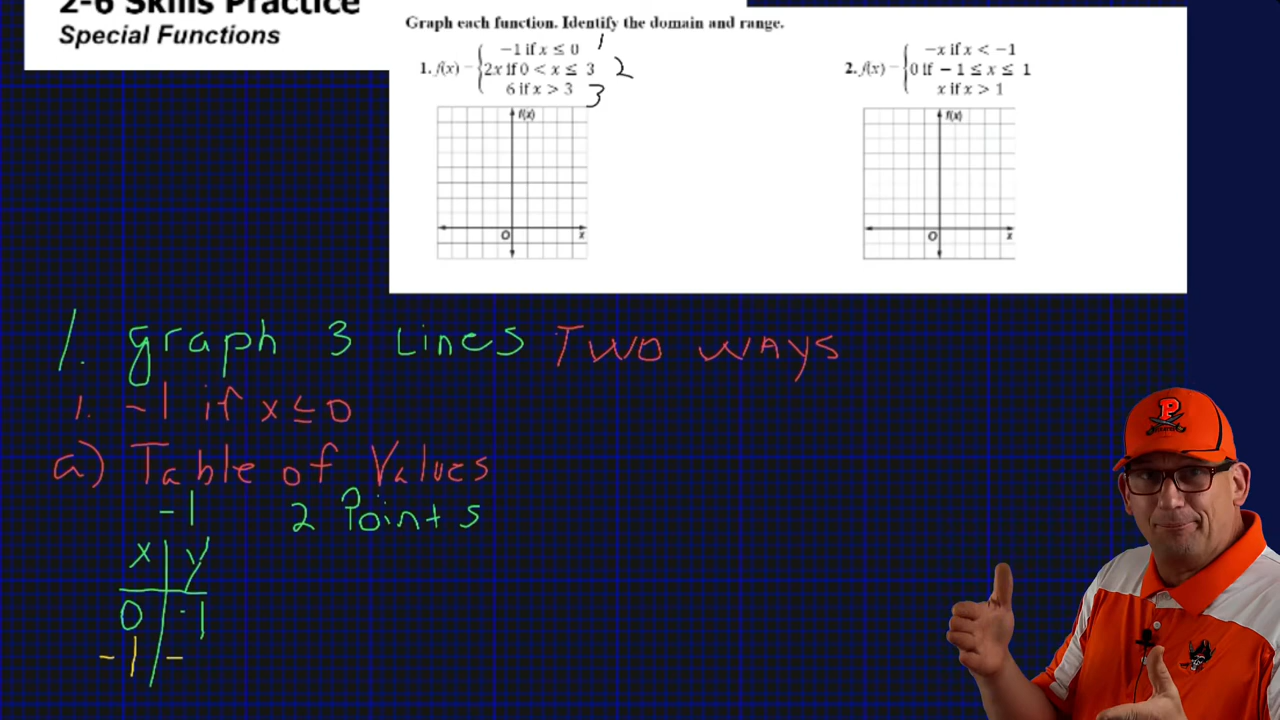 2-6 Skills Practice
Special Functions
Graph each function. Identify the domain and range.
1. f(x) – { −1 if x ≤ 0 1
2x if 0 < x ≤ 3 2
6 if x > 3 3
f(x)
O x
2. f(x) – { −x if x < −1
0 if − 1 ≤ x ≤ 1
x if x > 1
f(x)
O x
1. graph 3 Lines Two ways
1. -1 if x ≤ 0
a) Table of Values
-1 2 Points
x y
0 -1
-1 -
P